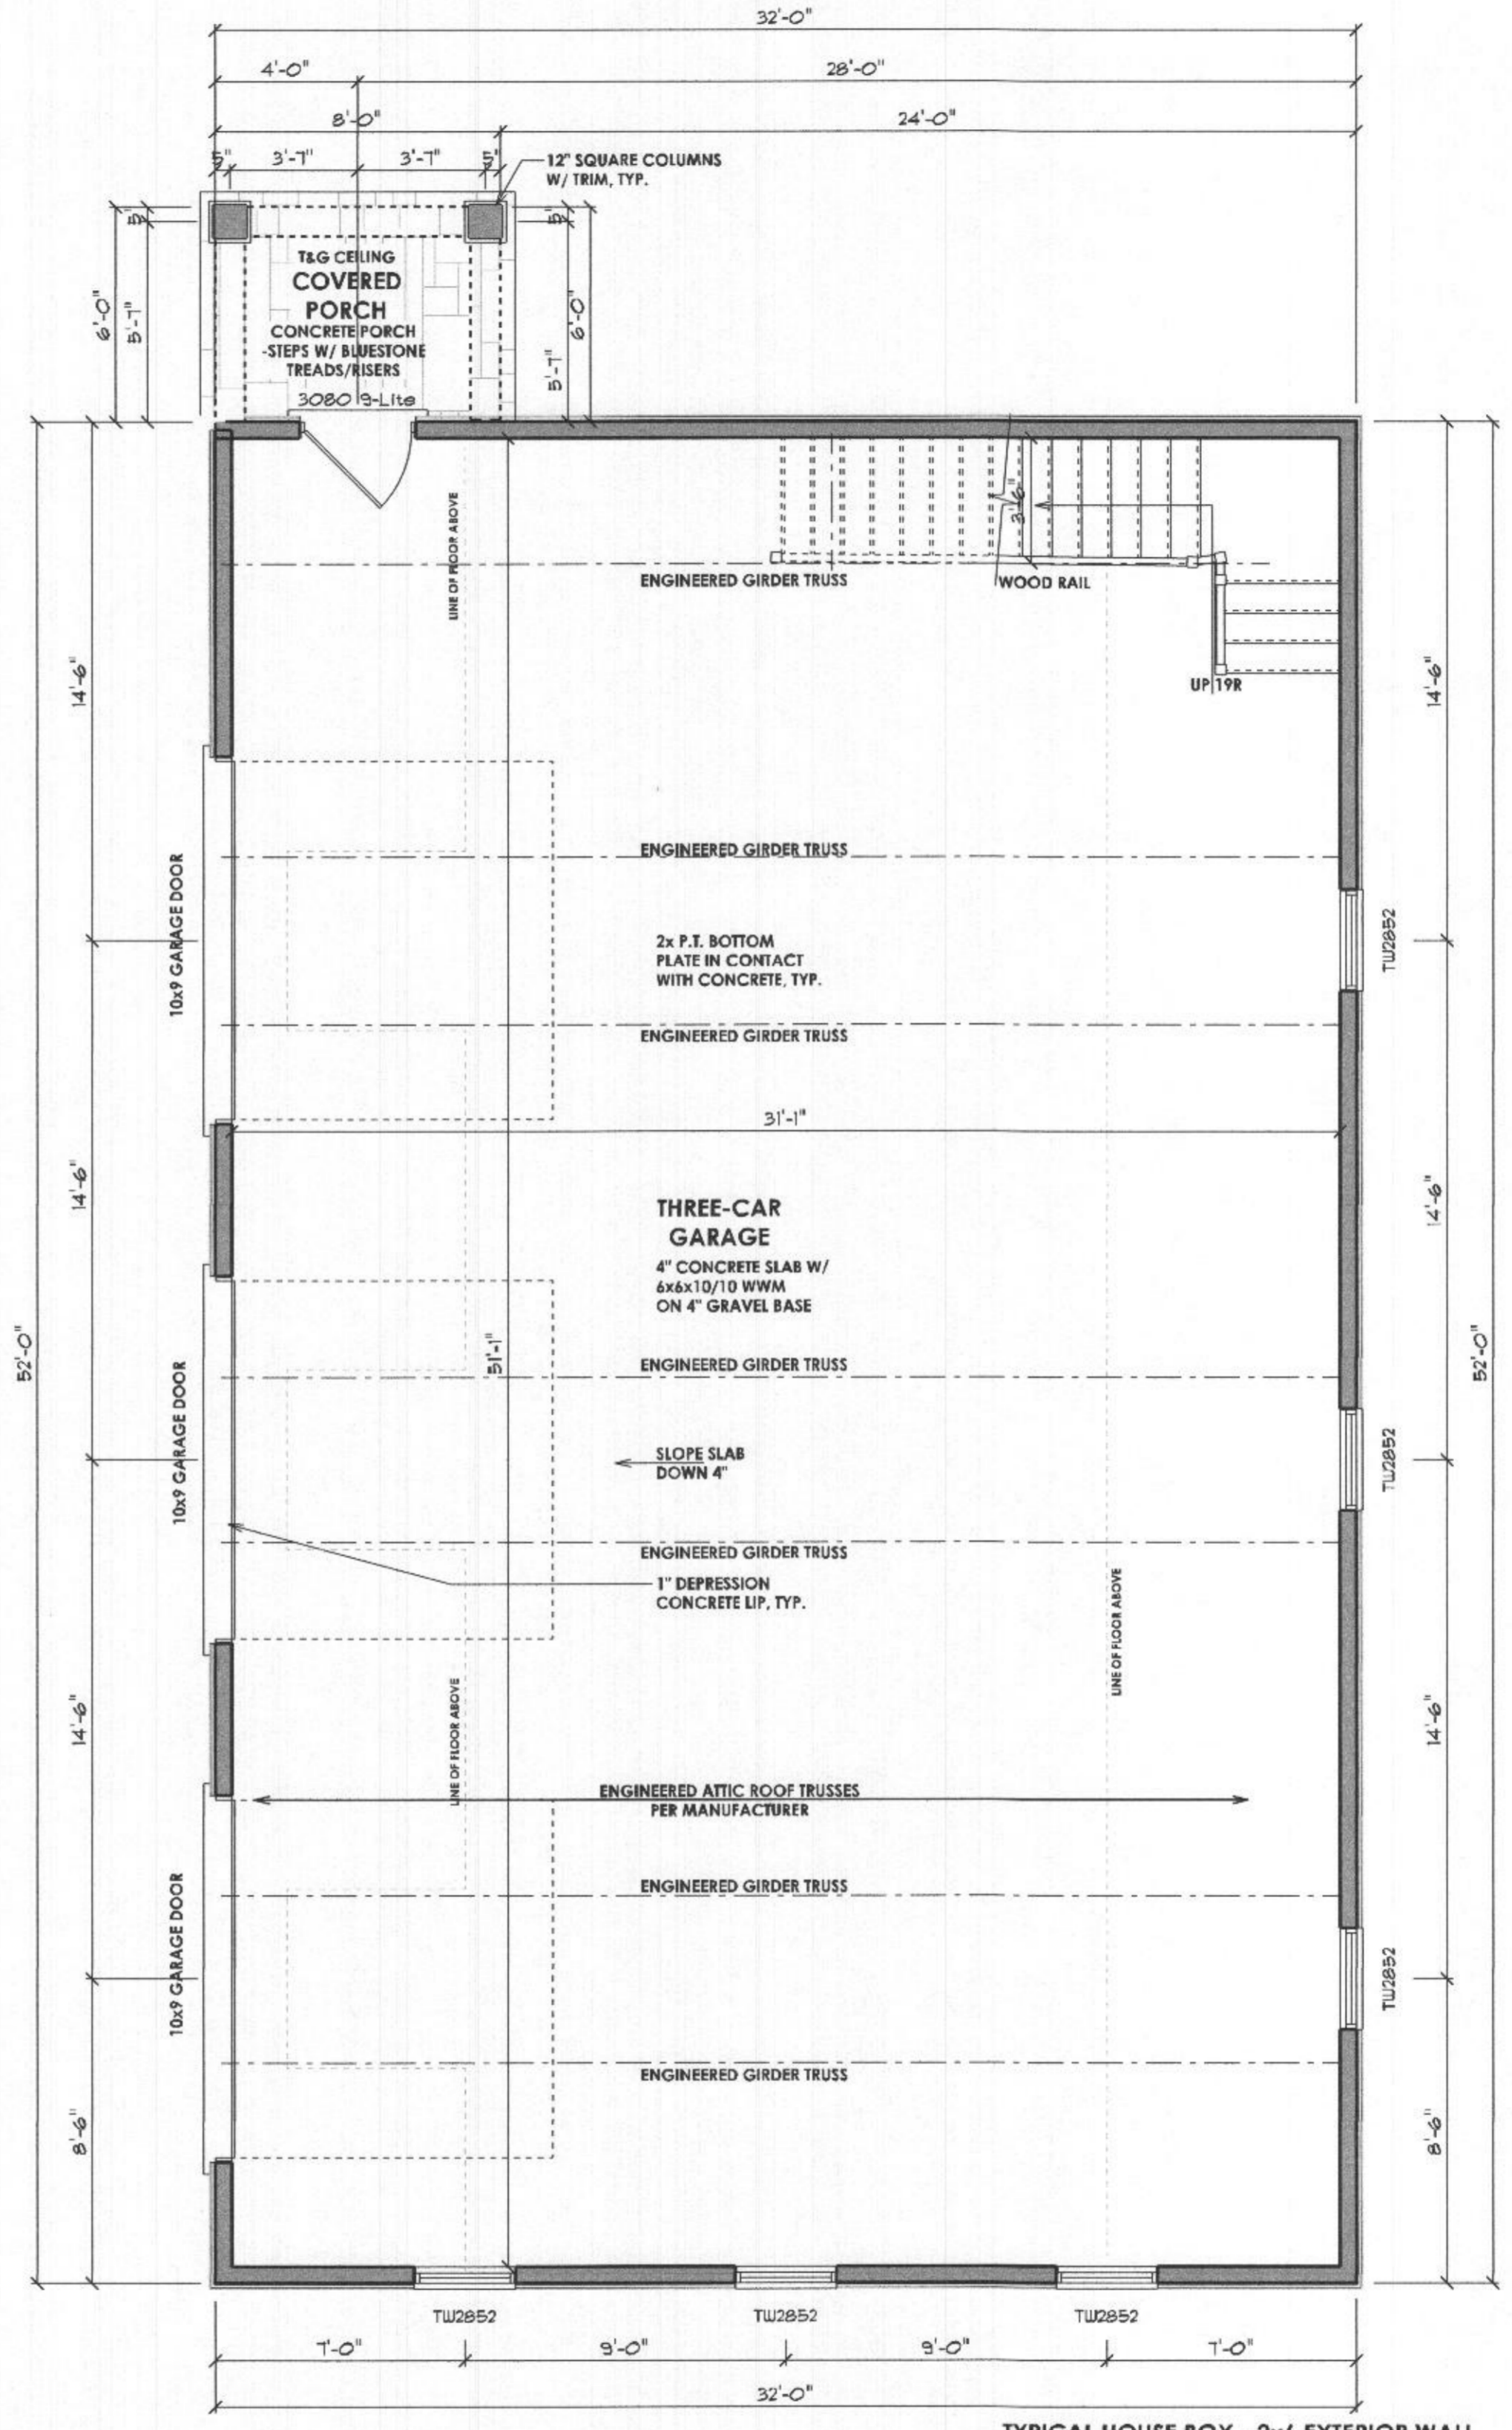 32'-0"
4'-0"
28'-0"
8'-0"
24'-0"
5"
3'-7"
3'-7"
5"
12" SQUARE COLUMNS
W/ TRIM, TYP.
5"
5"
6'-0"
5'-7"
T&G CEILING
COVERED
PORCH
CONCRETE PORCH
-STEPS W/ BLUESTONE
TREADS/RISERS
3080 9-Lite
5'-7"
6'-0"
LINE OF FLOOR ABOVE
3'-6"
ENGINEERED GIRDER TRUSS
WOOD RAIL
UP 19R
14'-6"
14'-6"
ENGINEERED GIRDER TRUSS
10x9 GARAGE DOOR
2x P.T. BOTTOM
PLATE IN CONTACT
WITH CONCRETE, TYP.
TW2852
ENGINEERED GIRDER TRUSS
31'-1"
14'-6"
14'-6"
THREE-CAR
GARAGE
4" CONCRETE SLAB W/
6x6x10/10 WWM
ON 4" GRAVEL BASE
52'-0"
51'-1"
52'-0"
ENGINEERED GIRDER TRUSS
10x9 GARAGE DOOR
SLOPE SLAB
DOWN 4"
TW2852
ENGINEERED GIRDER TRUSS
1" DEPRESSION
CONCRETE LIP, TYP.
LINE OF FLOOR ABOVE
LINE OF FLOOR ABOVE
14'-6"
14'-6"
ENGINEERED ATTIC ROOF TRUSSES
PER MANUFACTURER
ENGINEERED GIRDER TRUSS
10x9 GARAGE DOOR
TW2852
ENGINEERED GIRDER TRUSS
8'-6"
8'-6"
TW2852
TW2852
TW2852
7'-0"
9'-0"
9'-0"
7'-0"
32'-0"
TYPICAL HOUSE BOX - 2x6 EXTERIOR WALL